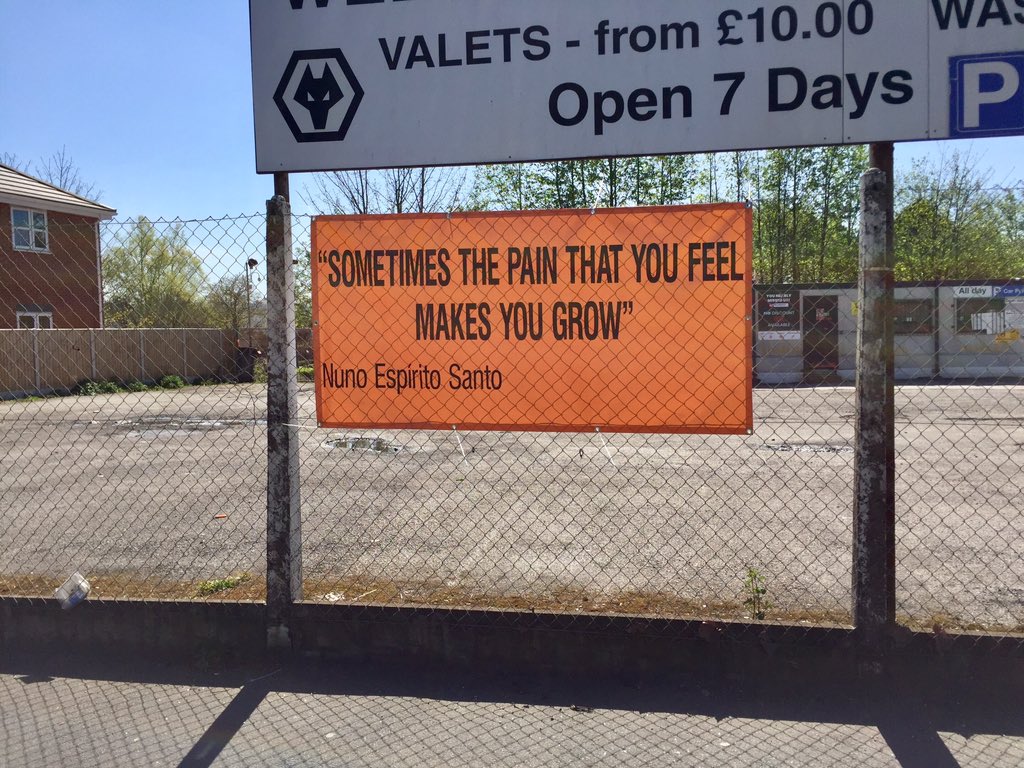 VALETS - from £10.00
Open 7 Days
P
"SOMETIMES THE PAIN THAT YOU FEEL
MAKES YOU GROW"
Nuno Espírito Santo
All day